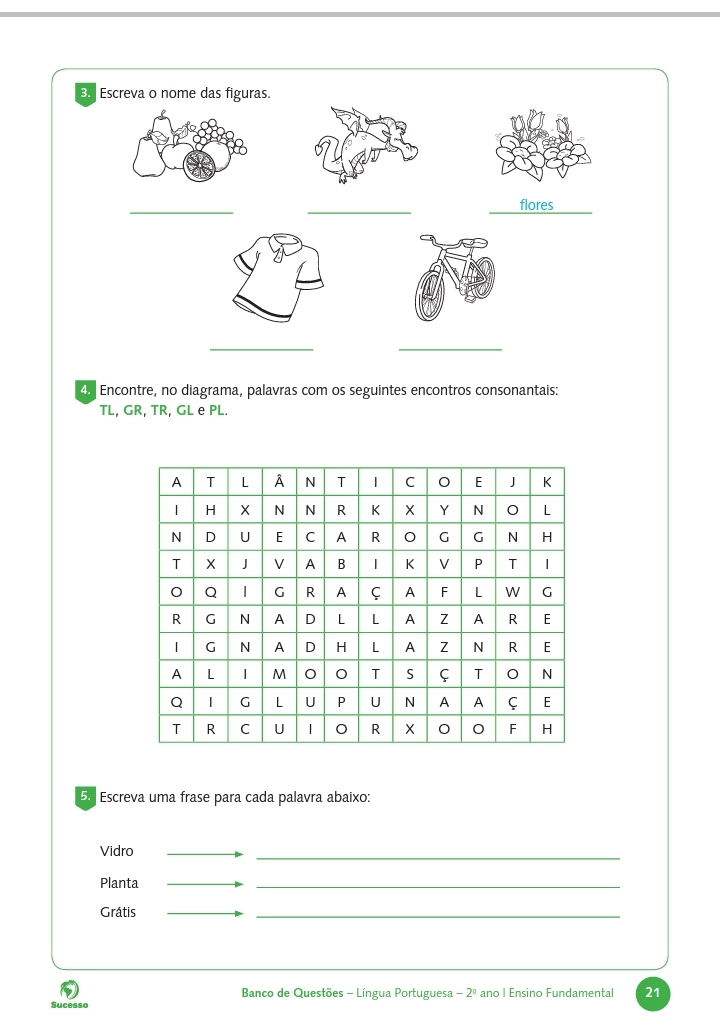 3. Escreva o nome das figuras.
flores
4. Encontre, no diagrama, palavras com os seguintes encontros consonantais:
TL, GR, TR, GL e PL.
A T L Â N T I C O E J K
I H X N N R K X Y N O L
N D U E C A R O G G N H
T X J V A B I K V P T I
O Q I G R A Ç A F L W G
R G N A D L L A Z A R E
I G N A D H L A Z N R E
A L I M O O T S Ç T O N
Q I G L U P U N A A Ç E
T R C U I O R X O O F H
5. Escreva uma frase para cada palavra abaixo:
Vidro
Planta
Grátis
Sucesso
Banco de Questões – Língua Portuguesa – 2º ano l Ensino Fundamental 21